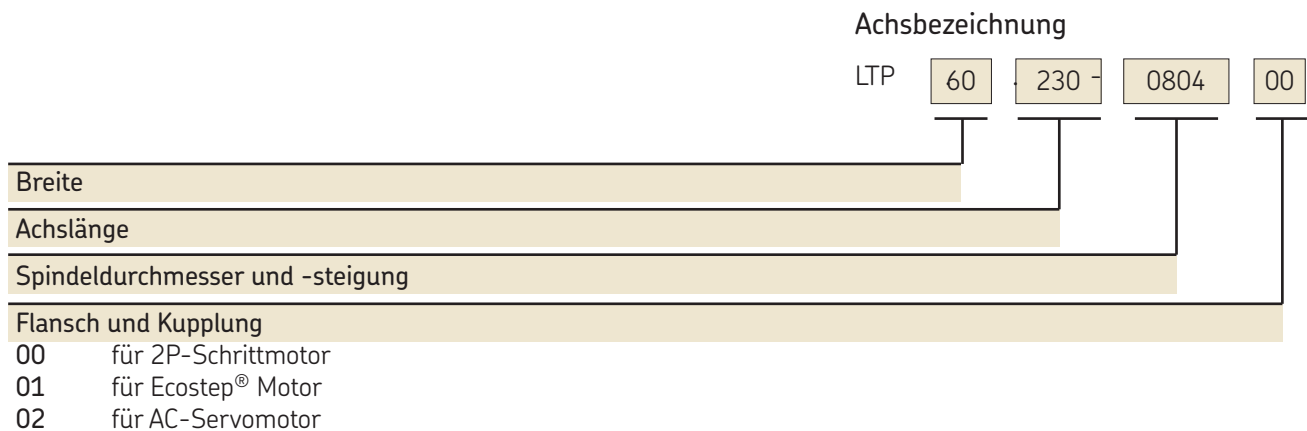 Achsbezeichnung
LTP 60 . 230 - 0804 00
Breite
Achslänge
Spindeldurchmesser und -steigung
Flansch und Kupplung
00 für 2P-Schrittmotor
01 für Ecostep® Motor
02 für AC-Servomotor